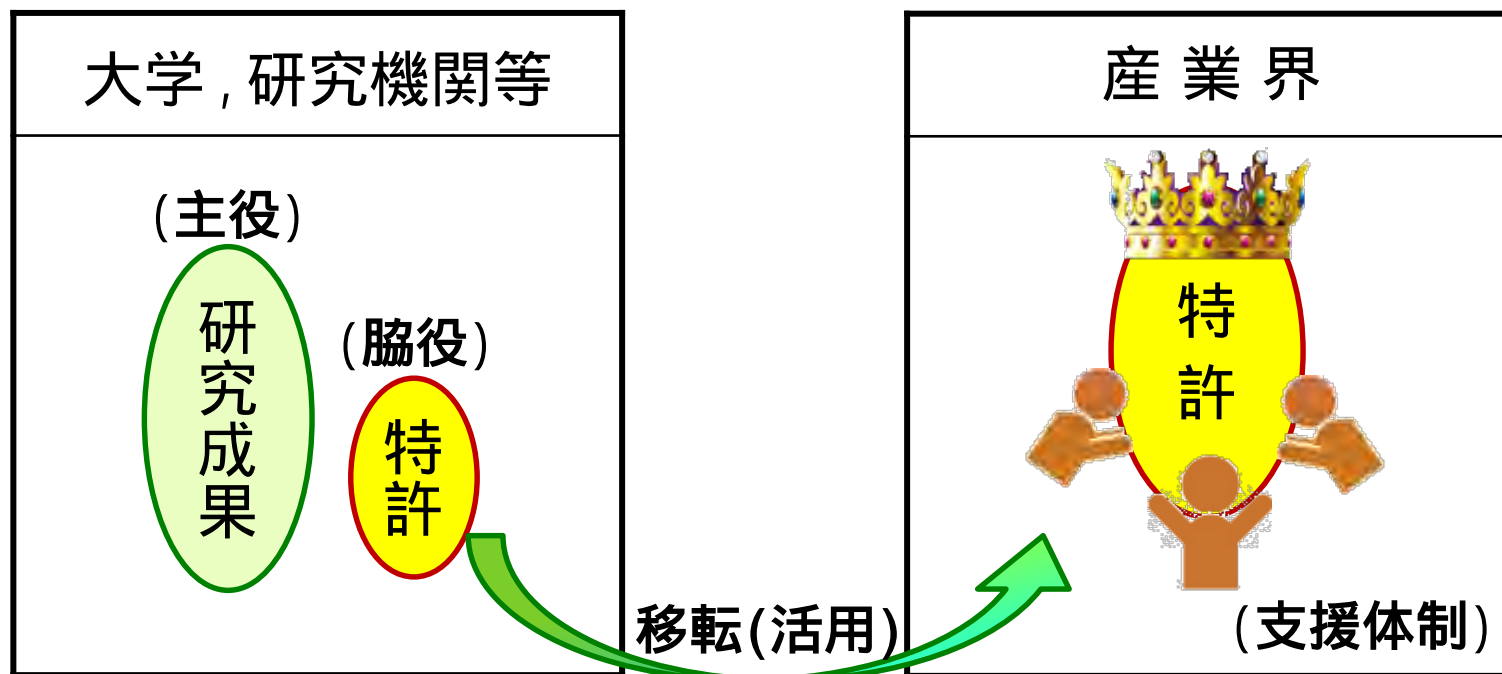 大学，研究機関等
(主役)
研究成果
(脇役)
特許
移転(活用)
産業界
特許
(支援体制)